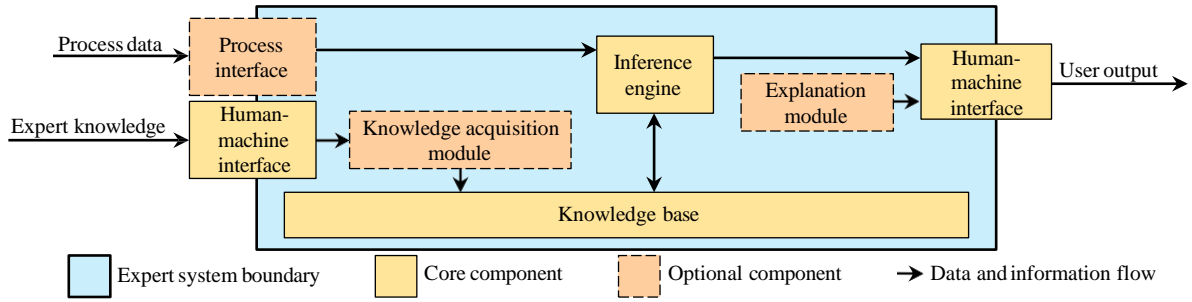 Process data
Process
interface
Expert knowledge
Human-
machine
interface
Knowledge acquisition
module
Inference
engine
Explanation
module
Human-
machine
interface
User output
Knowledge base
Expert system boundary
Core component
Optional component
Data and information flow